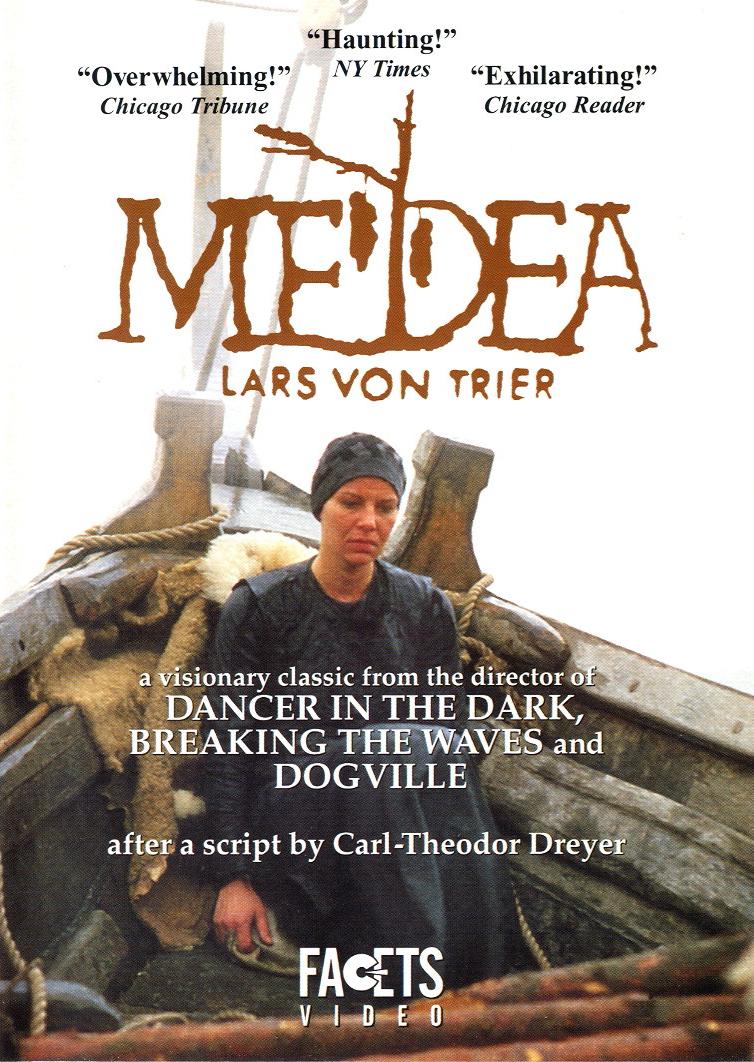 “Haunting!”
NY Times
“Overwhelming!”
Chicago Tribune
“Exhilarating!”
Chicago Reader
MEDEA
LARS VON TRIER
a visionary classic from the director of
DANCER IN THE DARK,
BREAKING THE WAVES and
DOGVILLE
after a script by Carl-Theodor Dreyer
FACETS
VIDEO